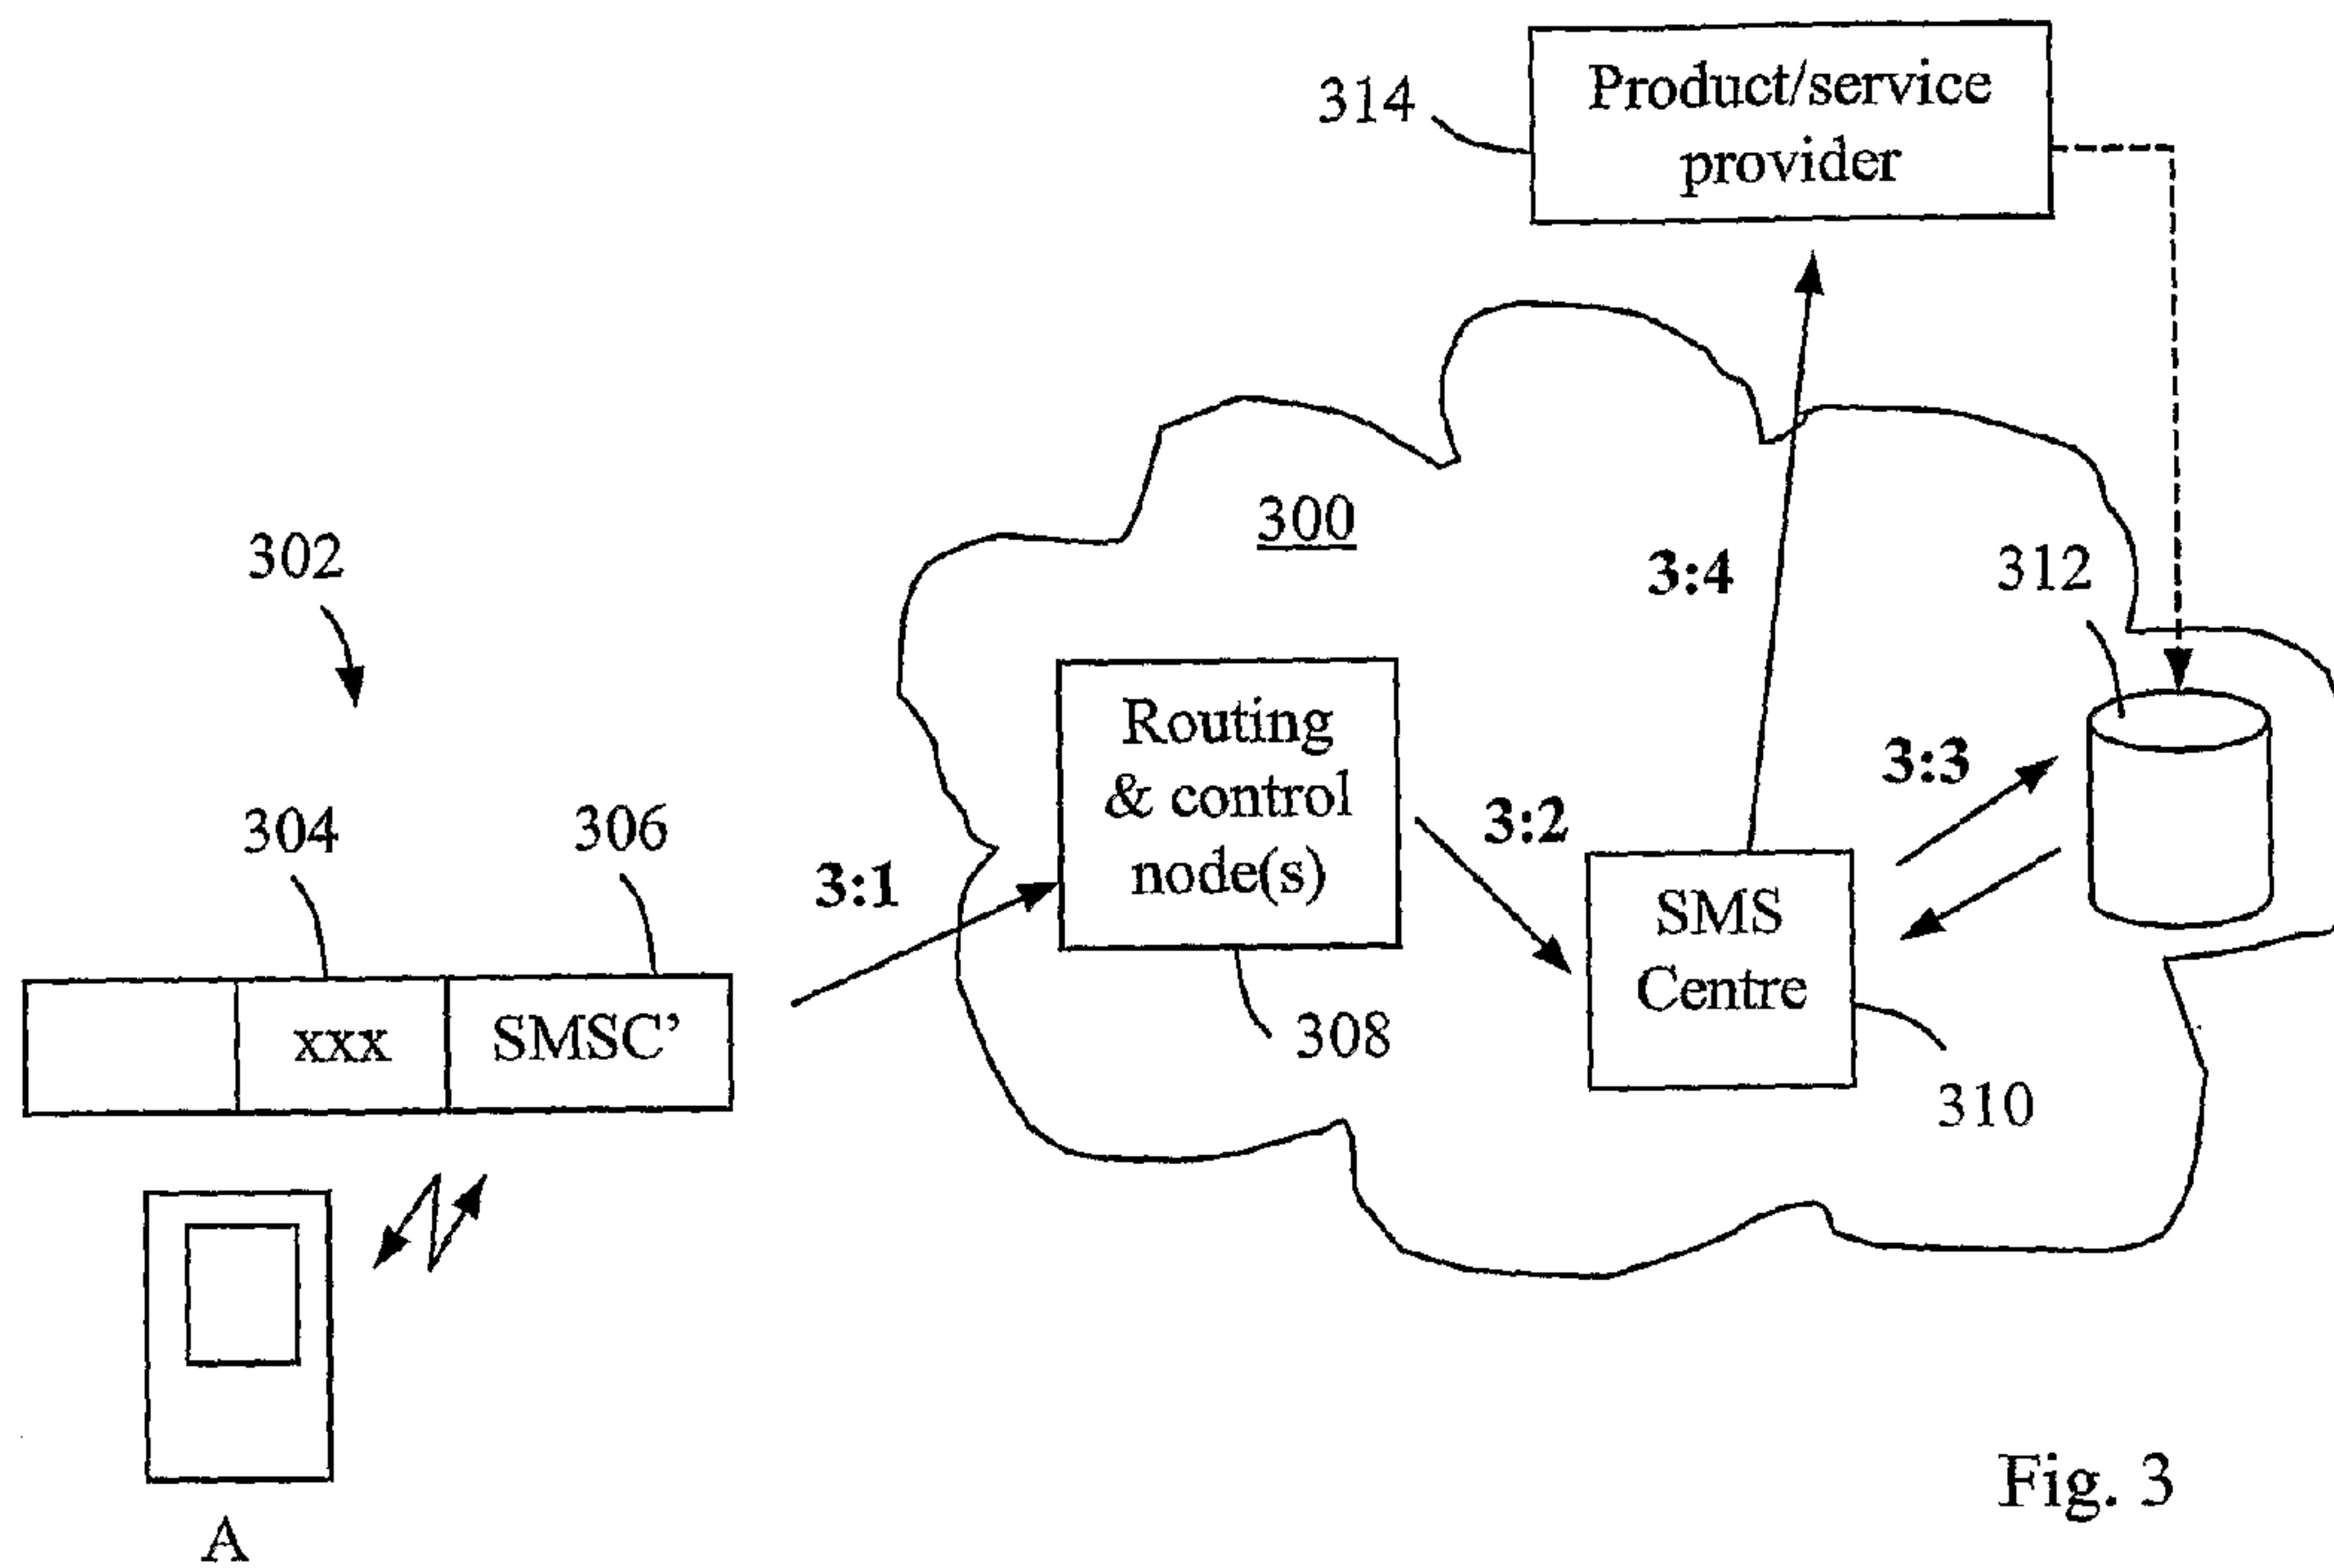 314
Product/service
provider
300
302
3:4
312
Routing
& control
node(s)
3:3
304
306
3:1
3:2
SMS
Centre
xxx
SMSC’
308
310
A
Fig. 3